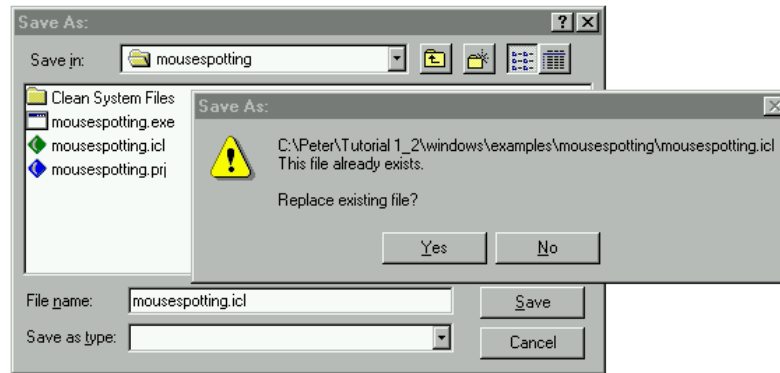 Save As:
Save in: mousespotting
Clean System Files
mousespotting.exe
mousespotting.icl
mousespotting.prj
File name: mousespotting.icl
Save
Save as type:
Cancel
Save As:
C:\Peter\Tutorial 1_2\windows\examples\mousespotting\mousespotting.icl
This file already exists.
Replace existing file?
Yes No